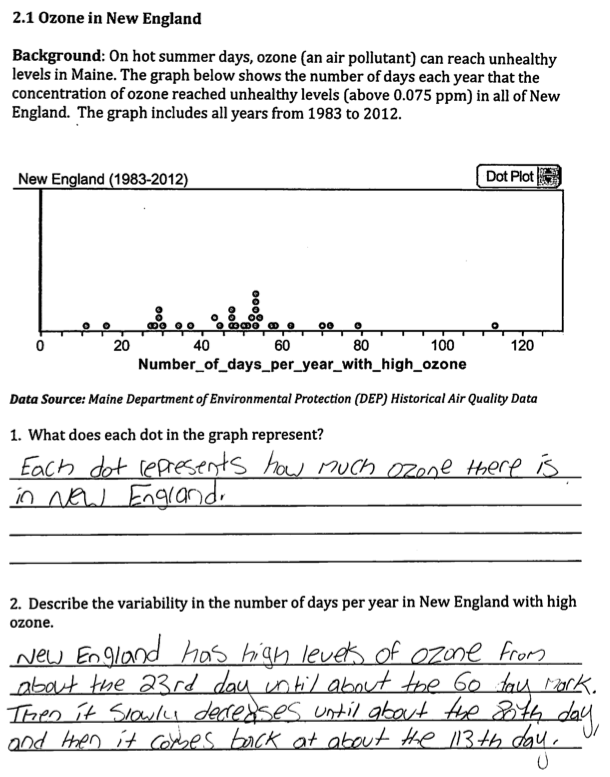 2.1 Ozone in New England
Background: On hot summer days, ozone (an air pollutant) can reach unhealthy
levels in Maine. The graph below shows the number of days each year that the
concentration of ozone reached unhealthy levels (above 0.075 ppm) in all of New
England. The graph includes all years from 1983 to 2012.
New England (1983-2012)
Dot Plot
0 20 40 60 80 100 120
Number_of_days_per_year_with_high_ozone
Data Source: Maine Department of Environmental Protection (DEP) Historical Air Quality Data
1. What does each dot in the graph represent?
Each dot represents how much ozone there is
in New England.
2. Describe the variability in the number of days per year in New England with high
ozone.
New England has high levels of ozone from
about the 23rd day until about the 60 day mark.
Then it slowly decreases until about the 80th day,
and then it comes back at about the 113th day.